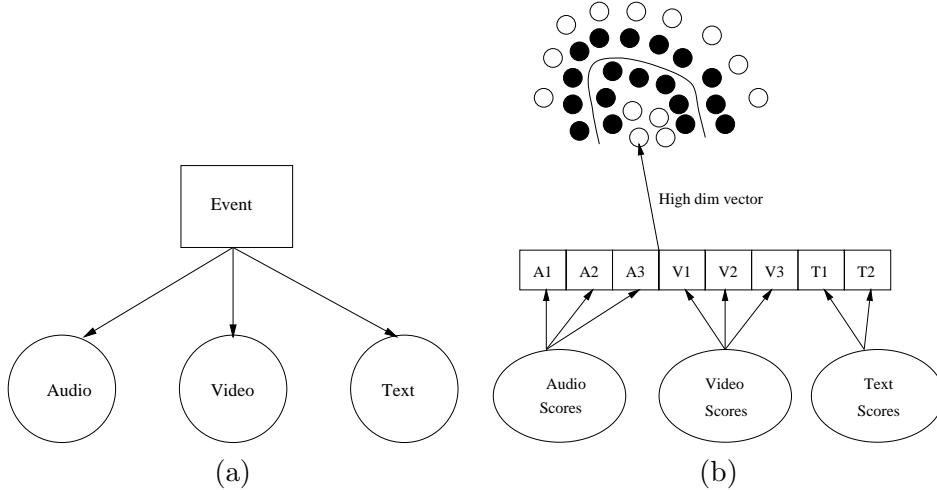 Event
Audio
Video
Text
(a)
High dim vector
A1 A2 A3 V1 V2 V3 T1 T2
Audio
Scores
Video
Scores
Text
Scores
(b)